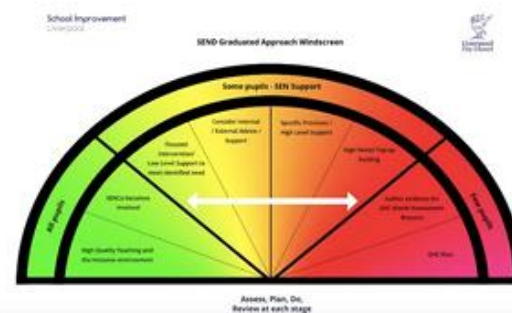 School Improvement
Liverpool
Liverpool
City Council
SEND Graduated Approach Windscreen
Some pupils - SEN Support
All pupils
Few pupils
High Quality Teaching and
the inclusive environment
SENCo becomes
involved
Focused
Intervention/
Low Level Support to
meet identified need
Consider Internal
/ External Advice /
Support
Specific Provision /
High Level Support
High Needs Top-up
Funding
Gather evidence for
EHC Needs Assessment
Process
EHC Plan
Assess, Plan, Do,
Review at each stage